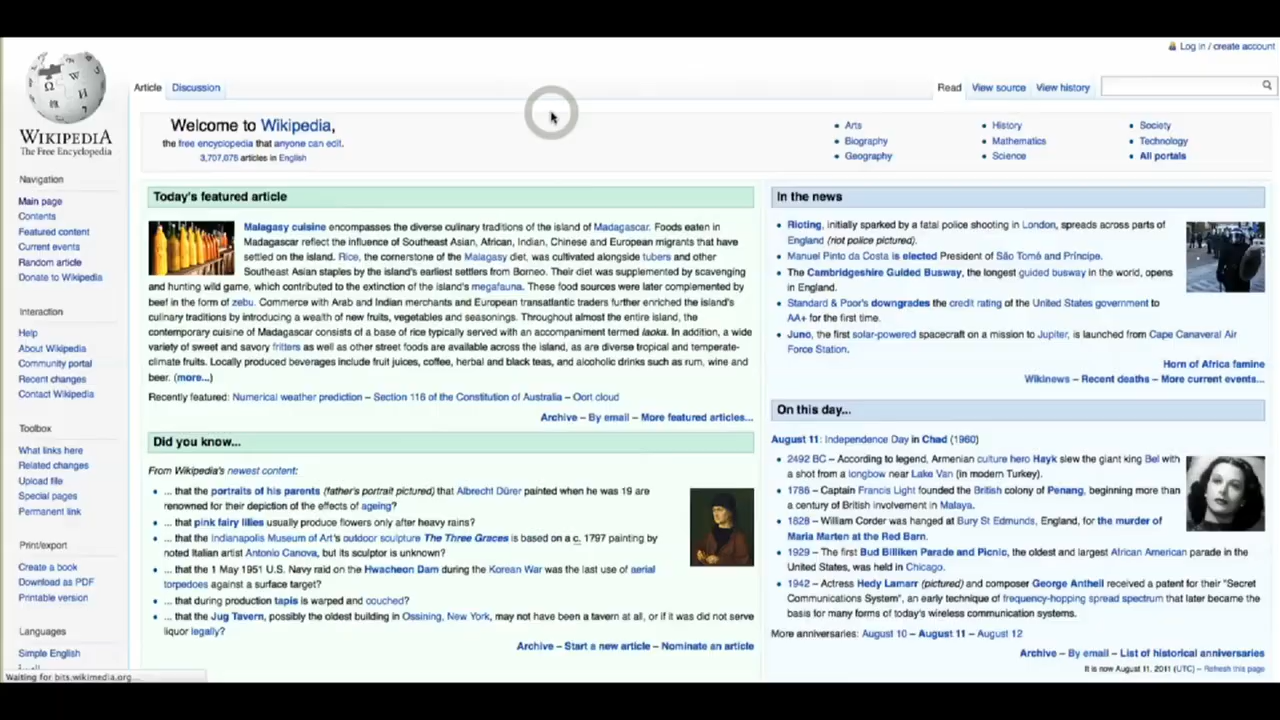 Log in / create account
WIKIPEDIA
The Free Encyclopedia
Article
Discussion
Read
View source
View history
Welcome to Wikipedia,
the free encyclopedia that anyone can edit.
3,707,076 articles in English
Arts
Biography
Geography
History
Mathematics
Science
Society
Technology
All portals
Navigation
Main page
Contents
Featured content
Current events
Random article
Donate to Wikipedia
Interaction
Help
About Wikipedia
Community portal
Recent changes
Contact Wikipedia
Toolbox
What links here
Related changes
Upload file
Special pages
Permanent link
Print/export
Create a book
Download as PDF
Printable version
Languages
Simple English
Waiting for bits.wikimedia.org...
Today's featured article
Malagasy cuisine encompasses the diverse culinary traditions of the island of Madagascar. Foods eaten in
Madagascar reflect the influence of Southeast Asian, African, Indian, Chinese and European migrants that have
settled on the island. Rice, the cornerstone of the Malagasy diet, was cultivated alongside tubers and other
Southeast Asian staples by the island's earliest settlers from Borneo. Their diet was supplemented by scavenging
and hunting wild game, which contributed to the extinction of the island's megafauna. These food sources were later complemented by
beef in the form of zebu. Commerce with Arab and Indian merchants and European transatlantic traders further enriched the island's
culinary traditions by introducing a wealth of new fruits, vegetables and seasonings. Throughout almost the entire island, the
contemporary cuisine of Madagascar consists of a base of rice typically served with an accompaniment termed laoka. In addition, a wide
variety of sweet and savory fritters as well as other street foods are available across the island, as are diverse tropical and temperate-
climate fruits. Locally produced beverages include fruit juices, coffee, herbal and black teas, and alcoholic drinks such as rum, wine and
beer. (more...)
Recently featured: Numerical weather prediction – Section 116 of the Constitution of Australia – Oort cloud
Archive – By email – More featured articles...
Did you know...
From Wikipedia's newest content:
... that the portraits of his parents (father's portrait pictured) that Albrecht Dürer painted when he was 19 are
renowned for their depiction of the effects of ageing?
... that pink fairy lilies usually produce flowers only after heavy rains?
... that the Indianapolis Museum of Art's outdoor sculpture The Three Graces is based on a c. 1797 painting by
noted Italian artist Antonio Canova, but its sculptor is unknown?
... that the 1 May 1951 U.S. Navy raid on the Hwacheon Dam during the Korean War was the last use of aerial
torpedoes against a surface target?
... that during production tapis is warped and couched?
... that the Jug Tavern, possibly the oldest building in Ossining, New York, may not have been a tavern at all, or if it was did not serve
liquor legally?
Archive – Start a new article – Nominate an article
In the news
Rioting, initially sparked by a fatal police shooting in London, spreads across parts of
England (riot police pictured).
Manuel Pinto da Costa is elected President of São Tomé and Príncipe.
The Cambridgeshire Guided Busway, the longest guided busway in the world, opens
in England.
Standard & Poor's downgrades the credit rating of the United States government to
AA+ for the first time.
Juno, the first solar-powered spacecraft on a mission to Jupiter, is launched from Cape Canaveral Air
Force Station.
Horn of Africa famine
Wikinews – Recent deaths – More current events...
On this day...
August 11: Independence Day in Chad (1960)
2492 BC – According to legend, Armenian culture hero Hayk slew the giant king Bel with
a shot from a longbow near Lake Van (in modern Turkey).
1786 – Captain Francis Light founded the British colony of Penang, beginning more than
a century of British involvement in Malaya.
1828 – William Corder was hanged at Bury St Edmunds, England, for the murder of
Maria Marten at the Red Barn.
1929 – The first Bud Billiken Parade and Picnic, the oldest and largest African American parade in the
United States, was held in Chicago.
1942 – Actress Hedy Lamarr (pictured) and composer George Antheil received a patent for their "Secret
Communications System", an early technique of frequency-hopping spread spectrum that later became the
basis for many forms of today's wireless communication systems.
More anniversaries: August 10 – August 11 – August 12
Archive – By email – List of historical anniversaries
It is now August 11, 2011 (UTC) – Refresh this page